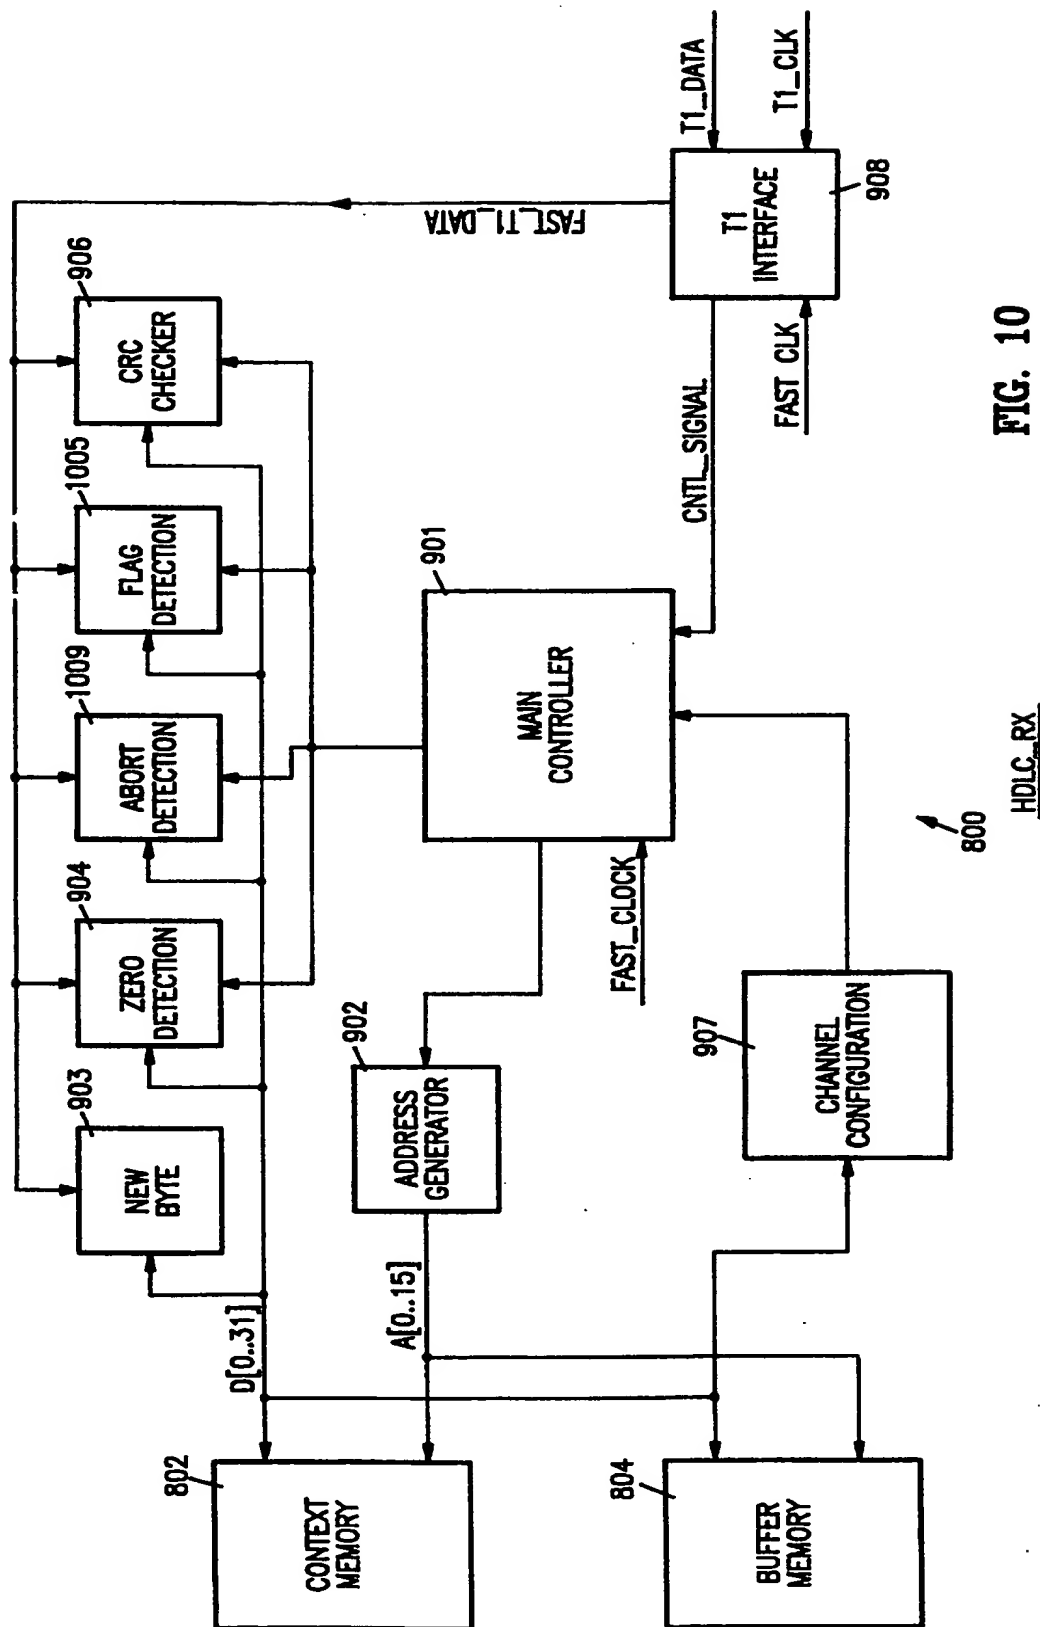 802
CONTEXT
MEMORY
D[0..31]
903
NEW
BYTE
904
ZERO
DETECTION
1009
ABORT
DETECTION
1005
FLAG
DETECTION
906
CRC
CHECKER
FAST_T1_DATA
A[0..15]
902
ADDRESS
GENERATOR
901
MAIN
CONTROLLER
FAST_CLOCK
CNTL_SIGNAL
T1_DATA
T1
INTERFACE
FAST CLK
T1_CLK
908
804
BUFFER
MEMORY
907
CHANNEL
CONFIGURATION
800
HDLC_RX
FIG. 10